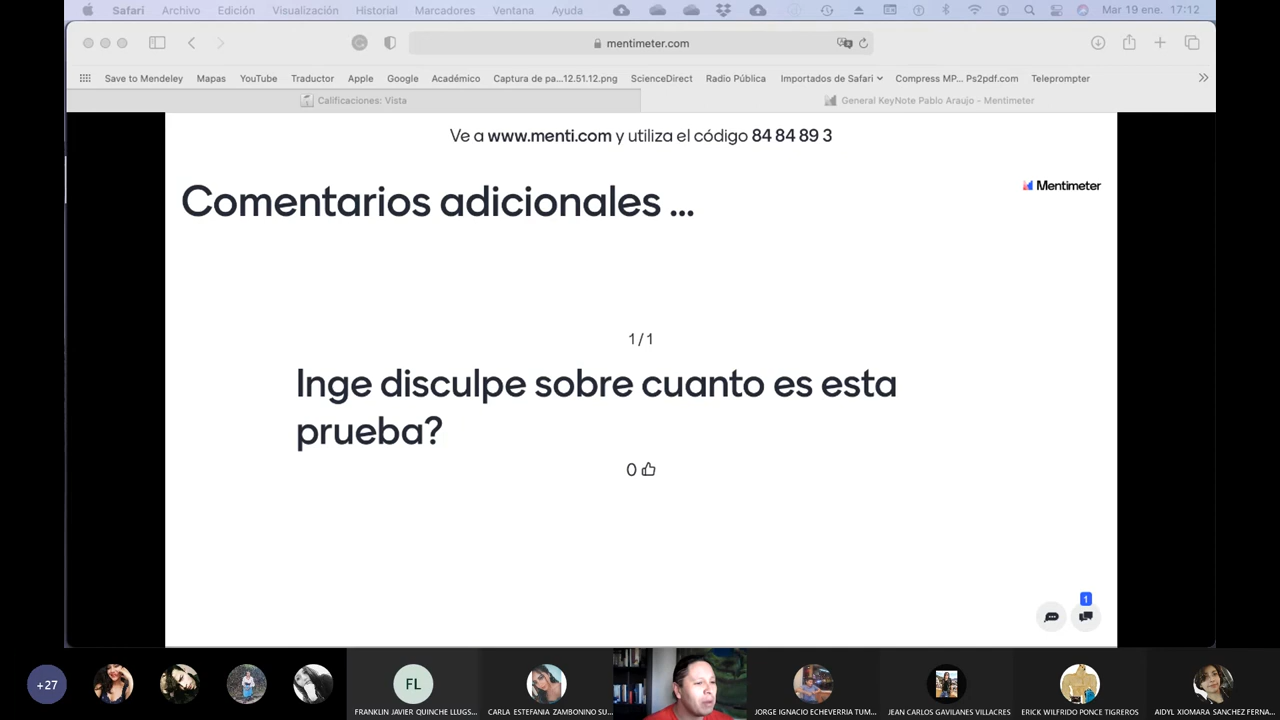 Safari Archivo Edición Visualización Historial Marcadores Ventana Ayuda Mar 19 ene. 17:12
mentimeter.com
Save to Mendeley Mapas YouTube Traductor Apple Google Académico Captura de pa...12.51.12.png ScienceDirect Radio Pública Importados de Safari Compress MP... Ps2pdf.com Teleprompter
Calificaciones: Vista General KeyNote Pablo Araujo - Mentimeter
Ve a www.menti.com y utiliza el código 84 84 89 3
Mentimeter
Comentarios adicionales ...
1/1
Inge disculpe sobre cuanto es esta
prueba?
0
1
+27 FL
FRANKLIN JAVIER QUINCHE LLUGS... CARLA ESTEFANIA ZAMBONINO SU... JORGE IGNACIO ECHEVERRIA TUM... JEAN CARLOS GAVILANES VILLACRES ERICK WILFRIDO PONCE TIGREROS AIDYL XIOMARA SANCHEZ FERNA...